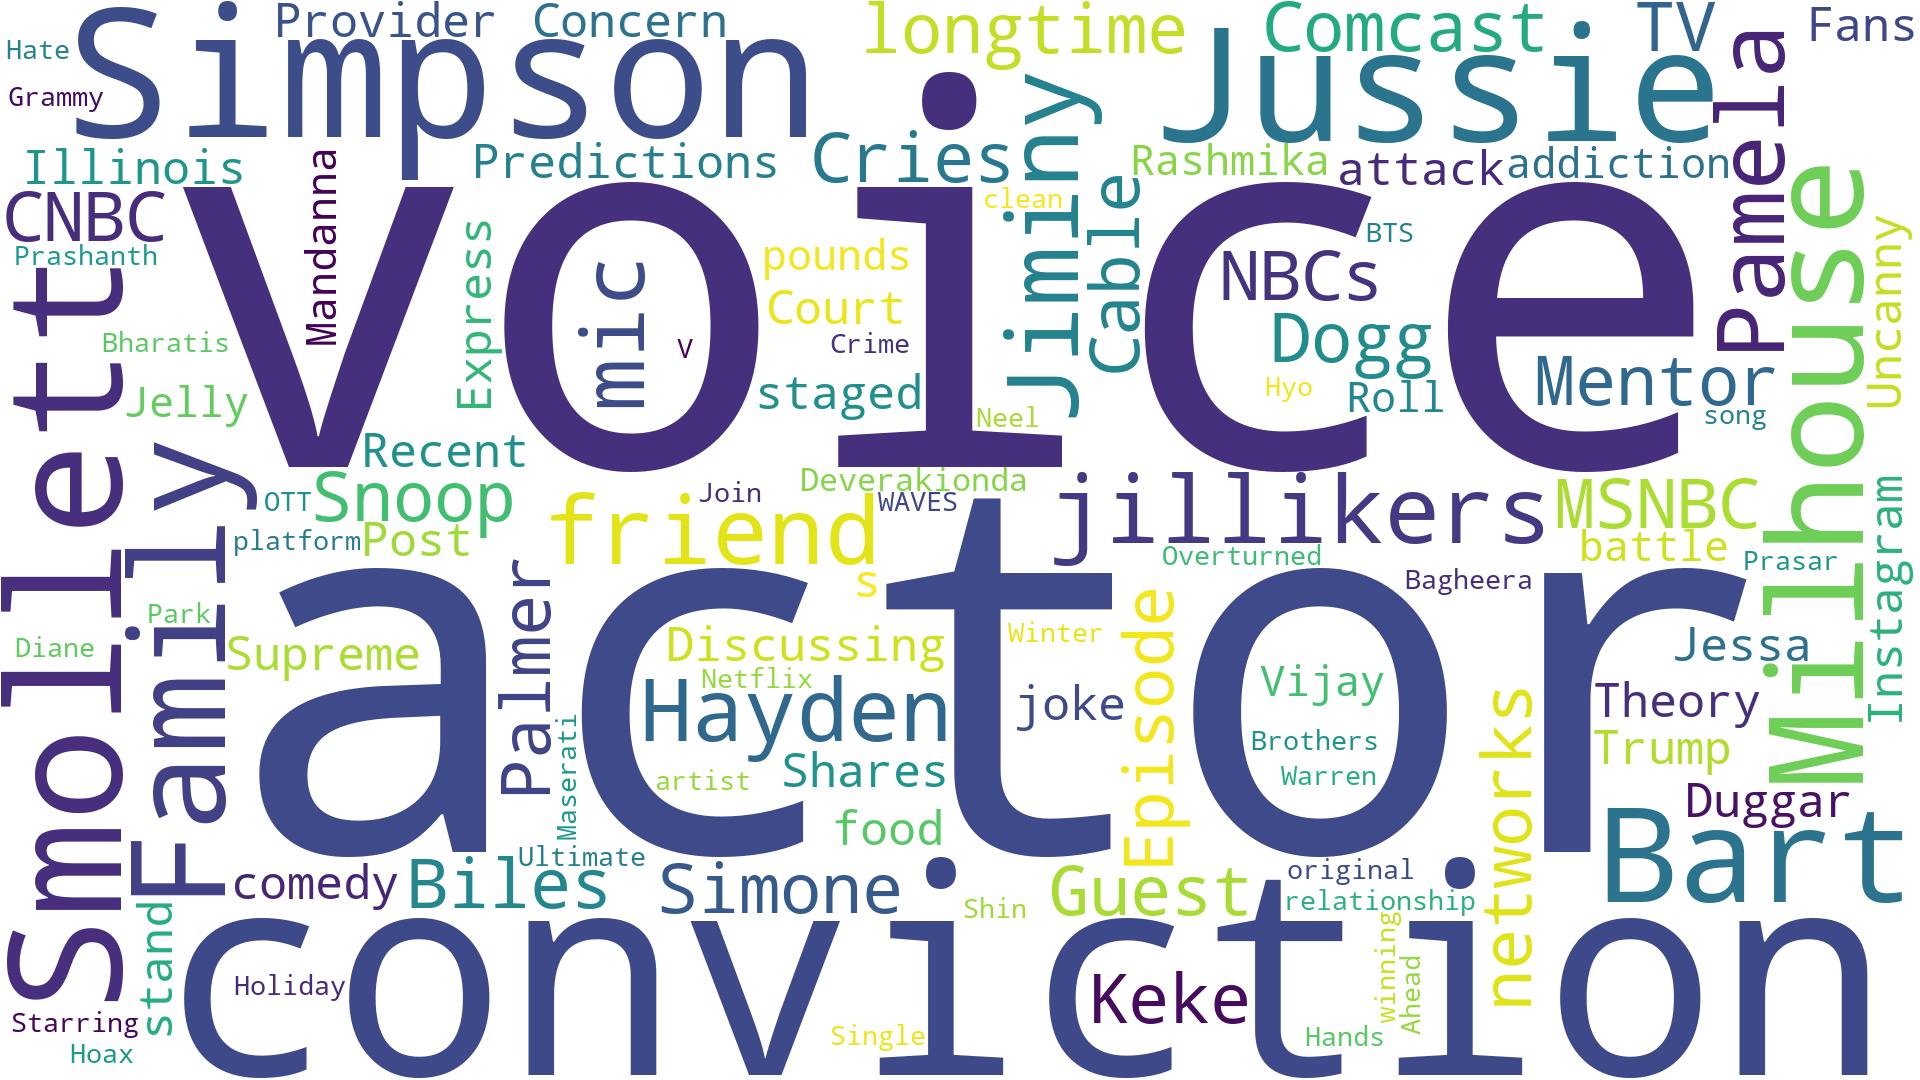 Simpson
Provider
Concern
longtime
Comcast
TV
Fans
Hate
Grammy
Jussie
Pamela
Illinois
Mandanna
Predictions
Cries
Jiminy
Rashmika
attack
addiction
CNBC
voice
clean
Cable
BTS
Milhouse
Uncanny
Prashanth
Express
mic
pounds
NBCs
Smollett
Court
Bharatis
V
Crime
Dogg
Mentor
Jelly
staged
Hyo
Roll
song
Neel
Family
Recent
Deverakionda
Snoop
OTT
Join
WAVES
friend
jillikers
MSNBC
Instagram
platform
Post
Overturned
battle
Prasar
s
Palmer
Bagheera
Episode
actor
Park
Diane
Supreme
Discussing
Winter
Jessa
Netflix
Hayden
joke
Vijay
networks
Theory
Maserati
artist
Shares
Brothers
Warren
Trump
food
Duggar
Bart
comedy
Biles
Ultimate
Simone
Guest
original
relationship
stand
Shin
conviction
Holiday
Keke
winning
Ahead
Starring
Hoax
Single
Hands